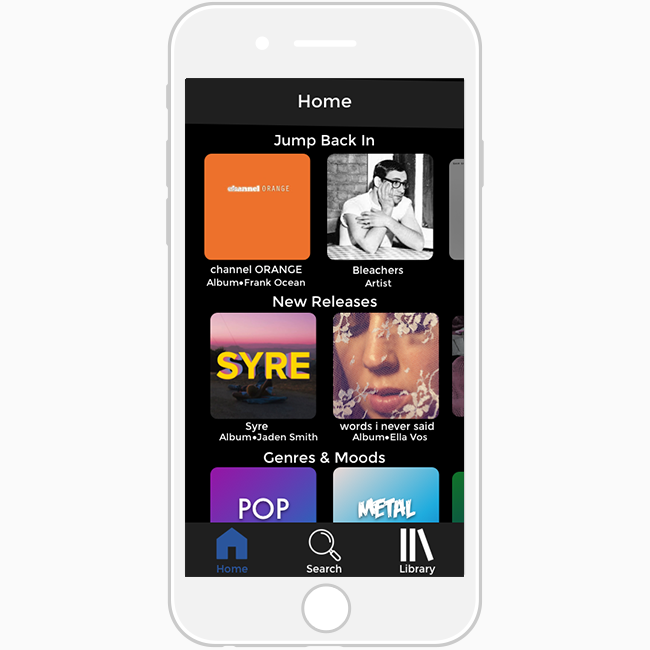 Home
Jump Back In
channel ORANGE
channel ORANGE
Album•Frank Ocean
Bleachers
Artist
New Releases
SYRE
Syre
Album•Jaden Smith
words i never said
Album•Ella Vos
Genres & Moods
POP
METAL
Home
Search
Library